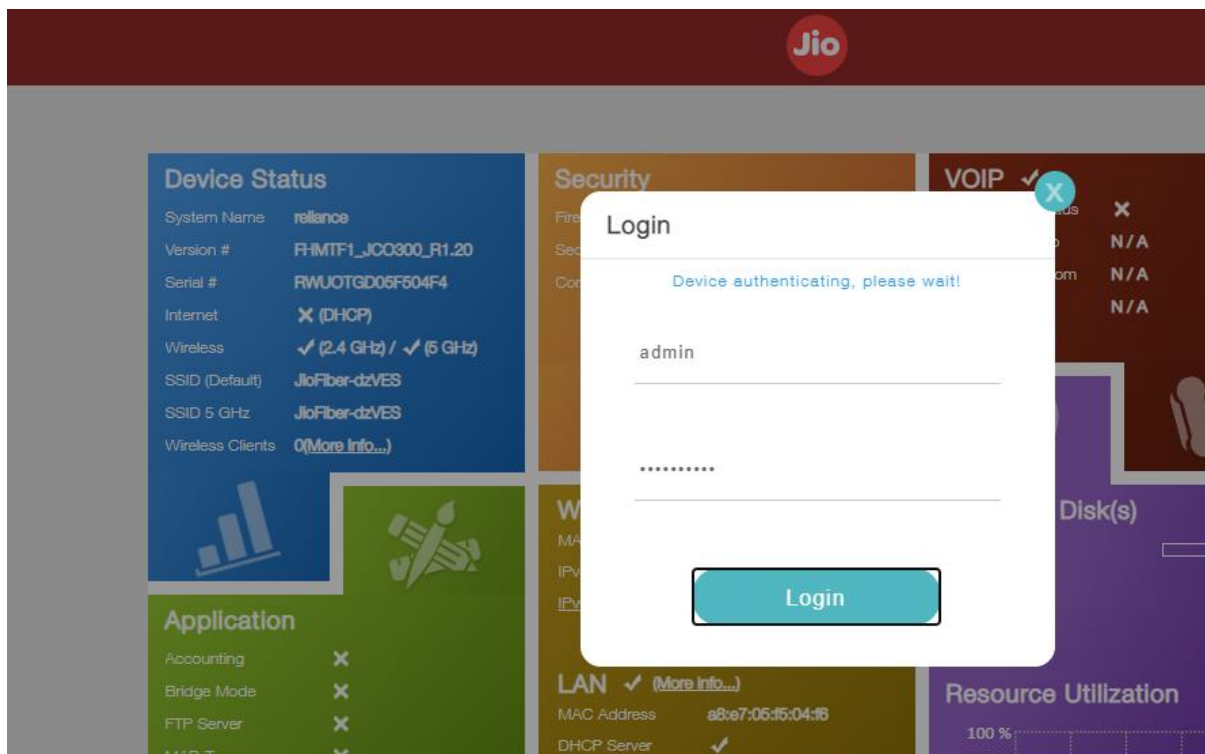 Jio
Device Status
System Name reliance
Version # FHMTF1_JCO300_R1.20
Serial # RWUOTGD05F504F4
Internet (DHCP)
Wireless (2.4 GHz) / (5 GHz)
SSID (Default) JioFiber-dzVES
SSID 5 GHz JioFiber-dzVES
Wireless Clients 0(More Info...)
Security
VOIP
N/A
N/A
N/A
X
Login
Device authenticating, please wait!
admin
••••••••••
Login
Disk(s)
Application
Accounting
Bridge Mode
FTP Server
LAN (More Info...)
MAC Address a8:e7:05:f5:04:f6
DHCP Server
Resource Utilization
100 %